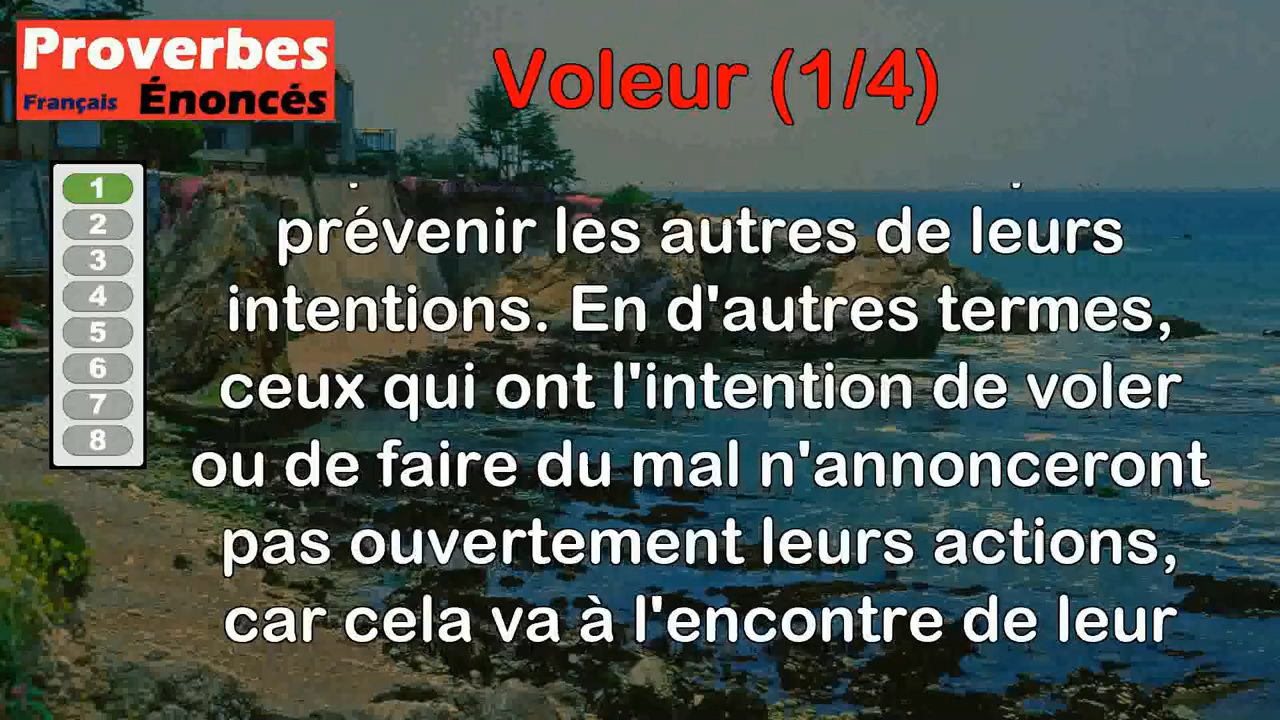 Proverbes
Français Énoncés
Voleur (1/4)
1
2
3
4
5
6
7
8
prévenir les autres de leurs
intentions. En d'autres termes,
ceux qui ont l'intention de voler
ou de faire du mal n'annonceront
pas ouvertement leurs actions,
car cela va à l'encontre de leur